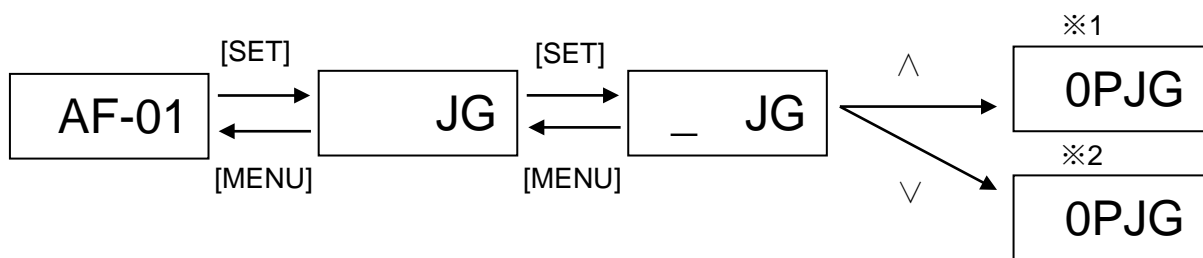 ※1
[SET]
[SET]
∧
AF-01
JG
_ JG
0PJG
[MENU]
[MENU]
※2
∨
0PJG